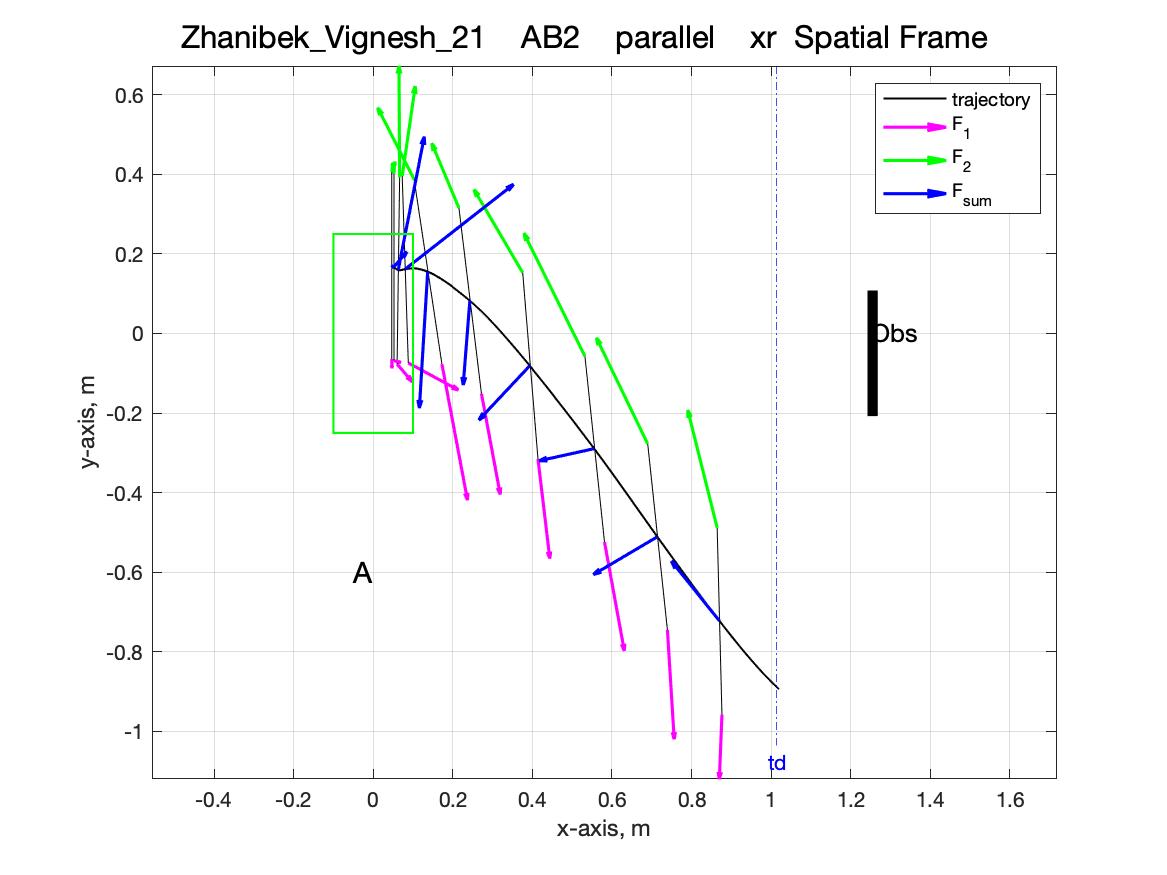 Zhanibek_Vignesh_21 AB2 parallel xr Spatial Frame
trajectory
F1
F2
Fsum
0.6
0.4
0.2
0
-0.2
-0.4
-0.6
-0.8
-1
y-axis, m
Obs
A
td
-0.4 -0.2 0 0.2 0.4 0.6 0.8 1 1.2 1.4 1.6
x-axis, m